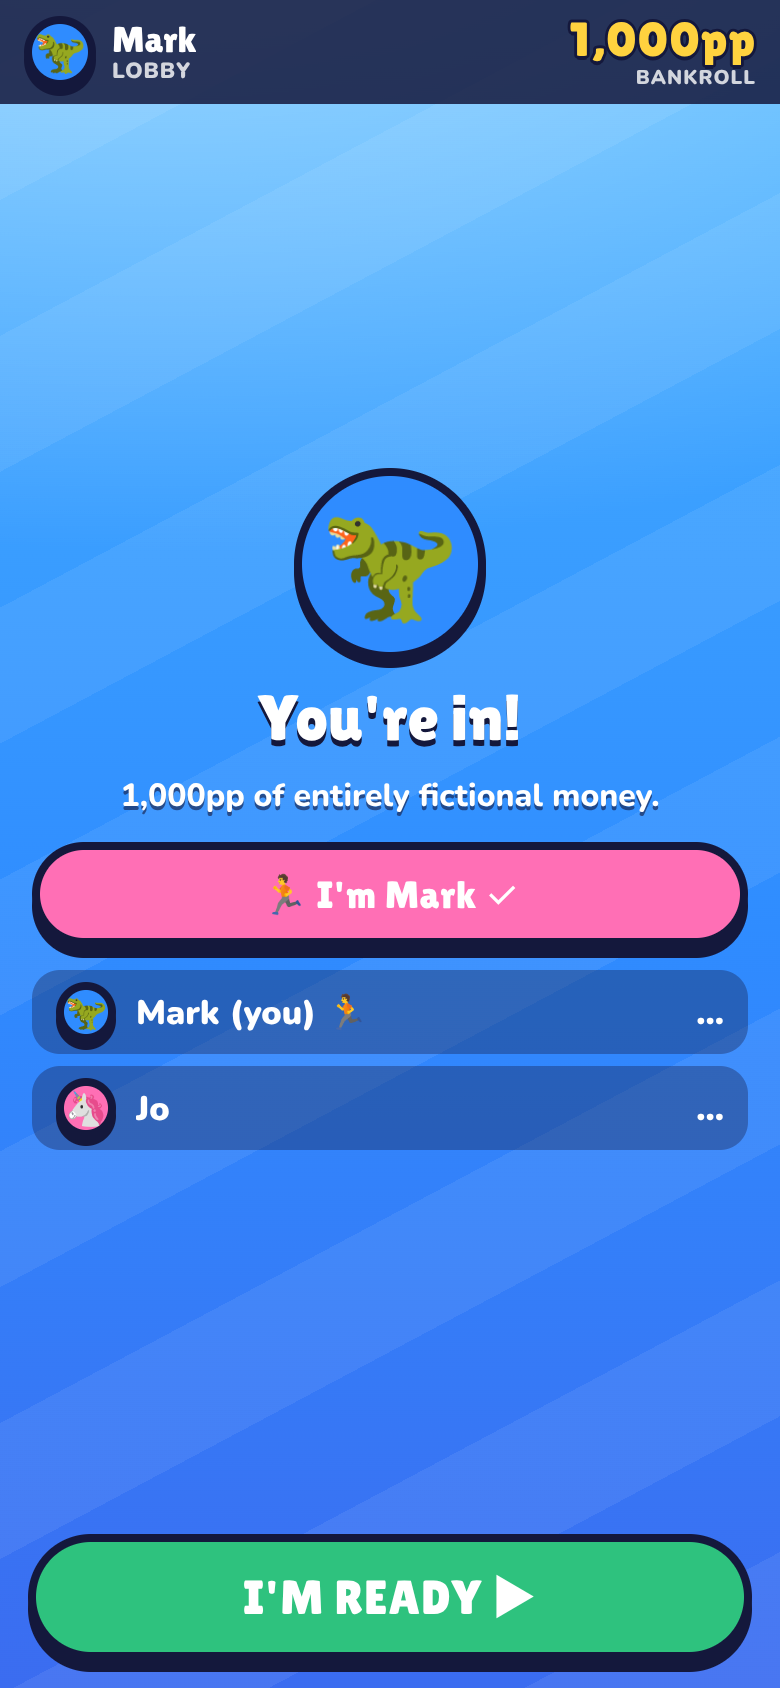 Mark
LOBBY
1,000pp
BANKROLL
You're in!
1,000pp of entirely fictional money.
🏃 I'm Mark ✓
Mark (you) 🏃
...
Jo
...
I'M READY ▶